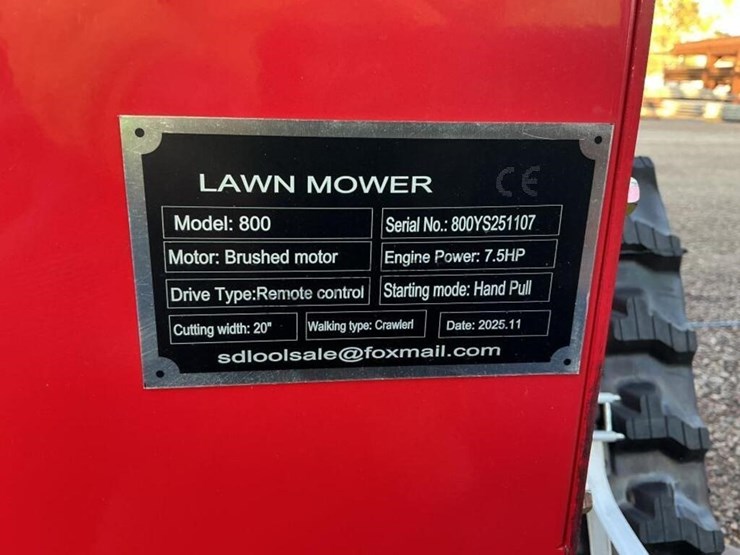 LAWN MOWER CE
Model: 800 Serial No.: 800YS251107
Motor: Brushed motor Engine Power: 7.5HP
Drive Type:Remote control Starting mode: Hand Pull
Cutting width: 20" Walking type: Crawlerl Date: 2025.11
sdloolsale@foxmail.com